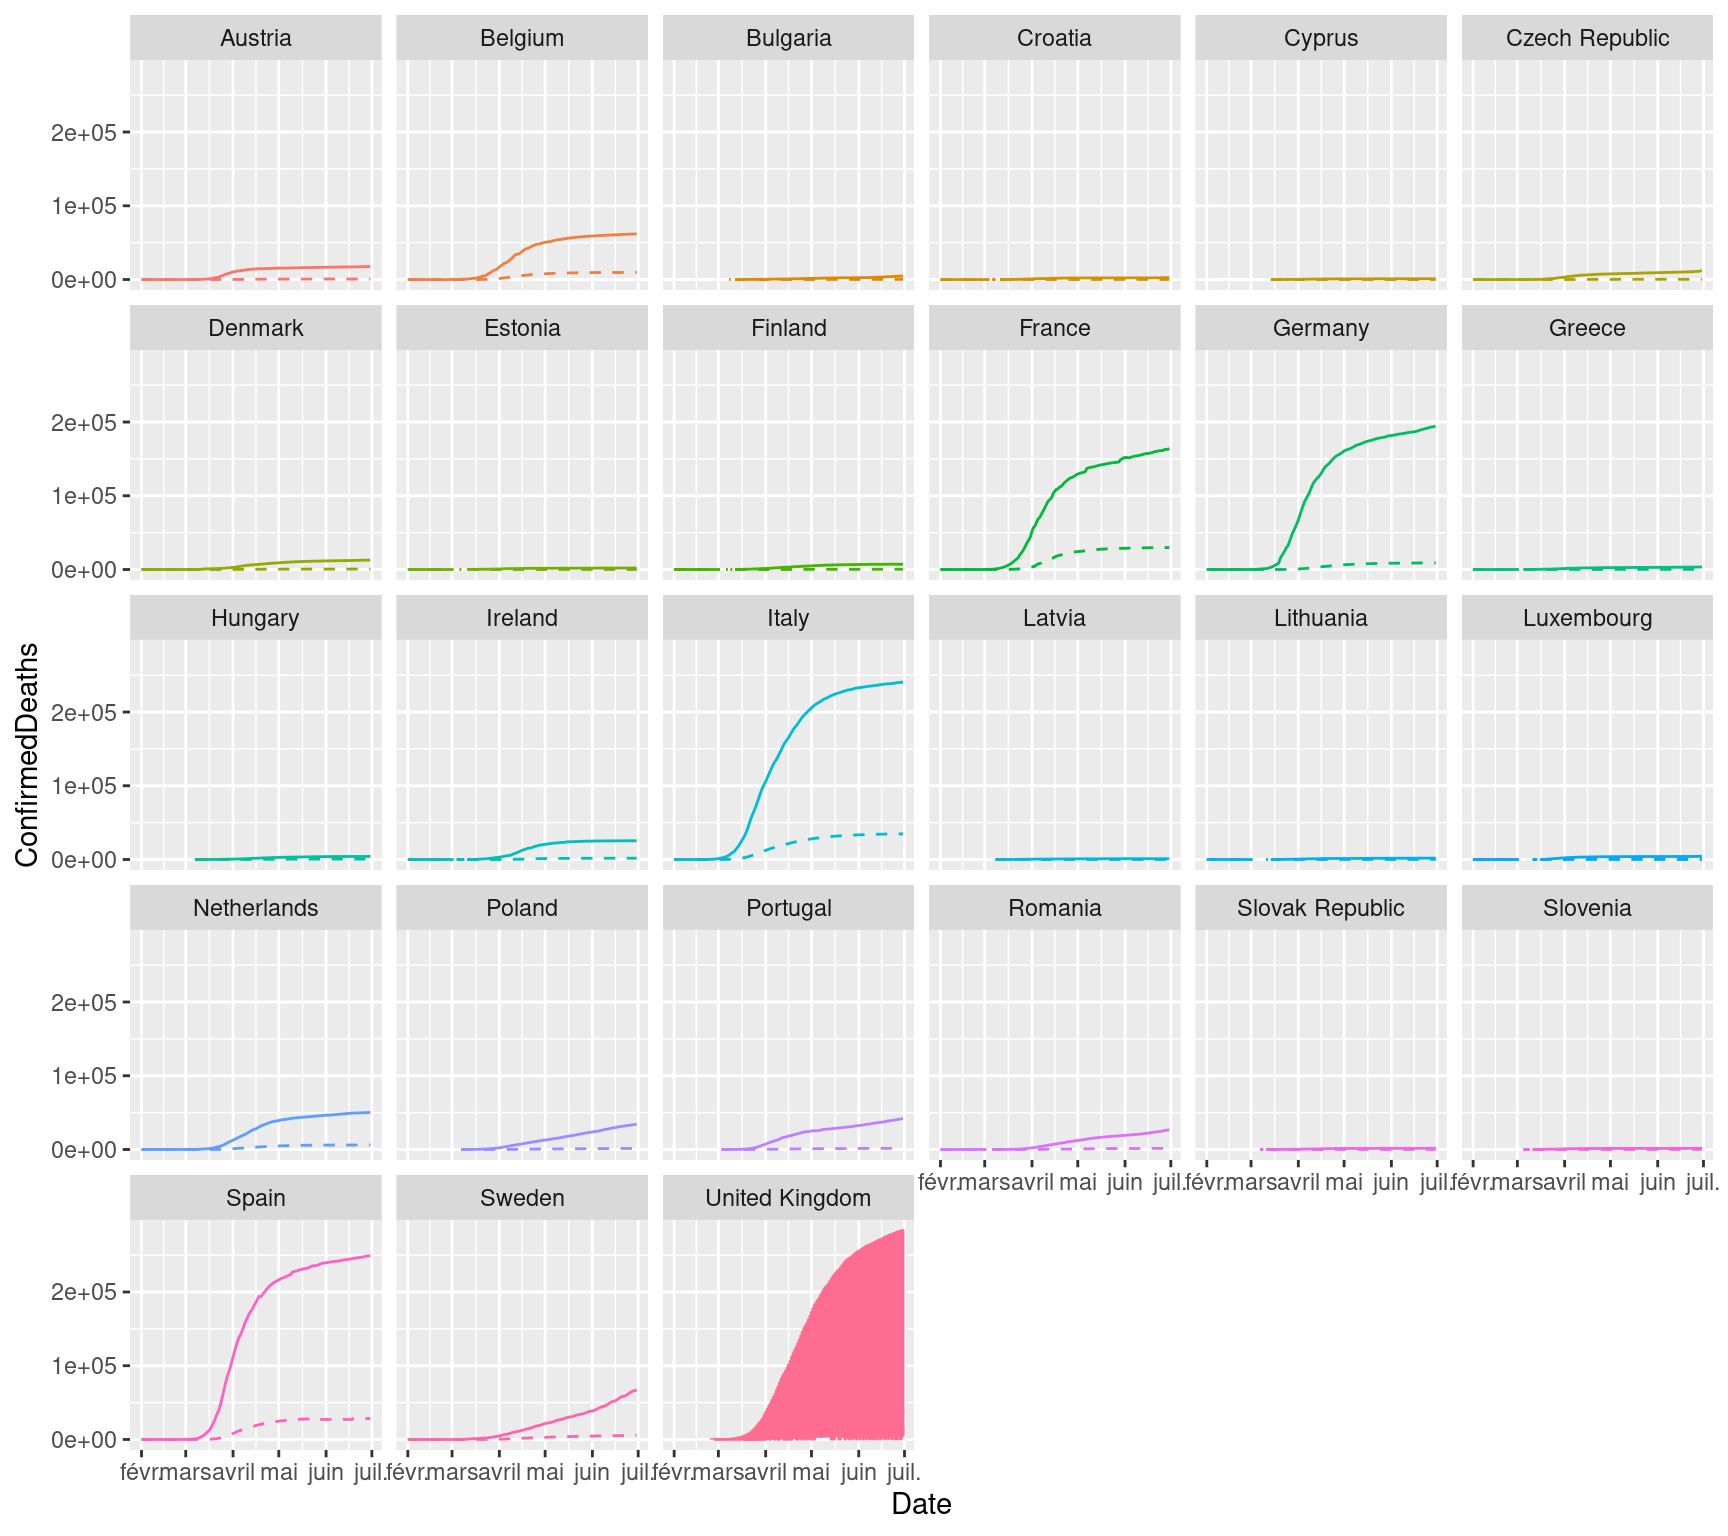 Austria Belgium Bulgaria Croatia Cyprus Czech Republic
2e+05
1e+05
0e+00
Denmark Estonia Finland France Germany Greece
2e+05
1e+05
0e+00
Hungary Ireland Italy Latvia Lithuania Luxembourg
2e+05
1e+05
0e+00
ConfirmedDeaths
Netherlands Poland Portugal Romania Slovak Republic Slovenia
2e+05
1e+05
0e+00
févr. mars avril mai juin juil. févr. mars avril mai juin juil. févr. mars avril mai juin juil.
Spain Sweden United Kingdom
2e+05
1e+05
0e+00
févr. mars avril mai juin juil. févr. mars avril mai juin juil. févr. mars avril mai juin juil.
Date